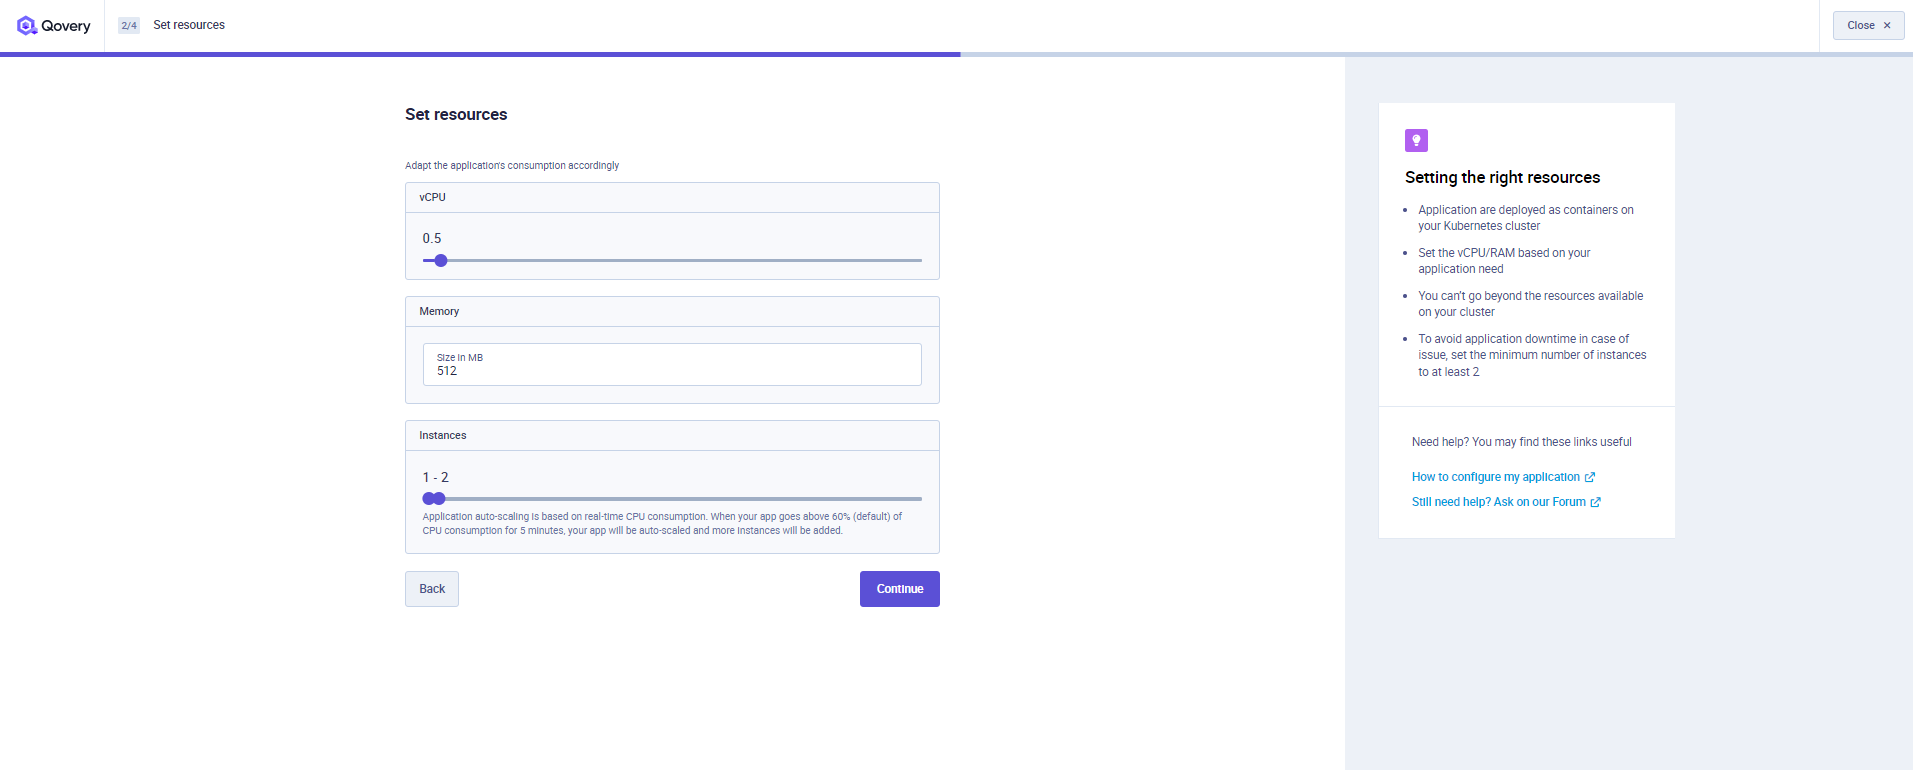 Qovery
2/4 Set resources
Close ×
Set resources
Adapt the application's consumption accordingly
vCPU
0.5
Memory
Size in MB
512
Instances
1 - 2
Application auto-scaling is based on real-time CPU consumption. When your app goes above 60% (default) of
CPU consumption for 5 minutes, your app will be auto-scaled and more instances will be added.
Back
Continue
Setting the right resources
• Application are deployed as containers on
your Kubernetes cluster
• Set the vCPU/RAM based on your
application need
• You can't go beyond the resources available
on your cluster
• To avoid application downtime in case of
issue, set the minimum number of instances
to at least 2
Need help? You may find these links useful
How to configure my application
Still need help? Ask on our Forum